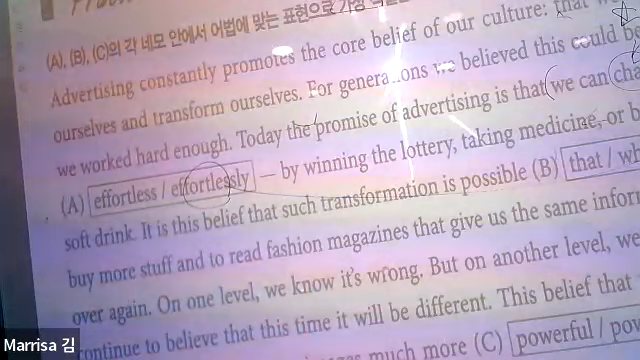 (A), (B), (C)의 각 네모 안에서 어법에 맞는 표현으로 가장
Advertising constantly promotes the core belief of our culture: that
ourselves and transform ourselves. For generations we believed this could be
we worked hard enough. Today the promise of advertising is that we can
(A) effortless / effortlessly — by winning the lottery, taking medicine, or
soft drink. It is this belief that such transformation is possible (B) that /
buy more stuff and to read fashion magazines that give us the same
over again. On one level, we know it's wrong. But on another level, we
continue to believe that this time it will be different. This belief that
much more (C) powerful /
Marrisa 김